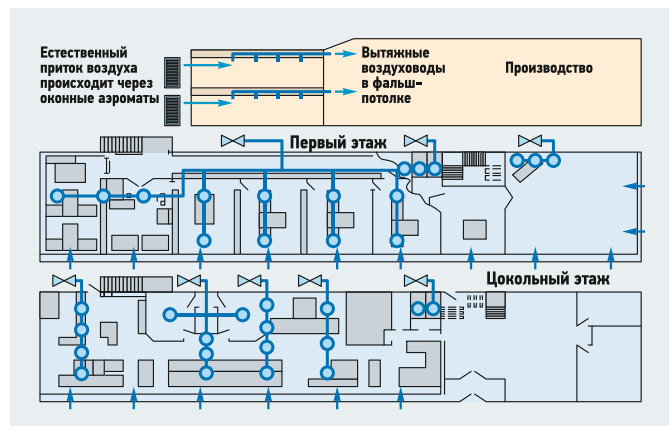 Естественный
приток воздуха
происходит через
оконные аэроматы
Вытяжные
воздуховоды
в фальш-
потолке
Производство
Первый этаж
Цокольный этаж